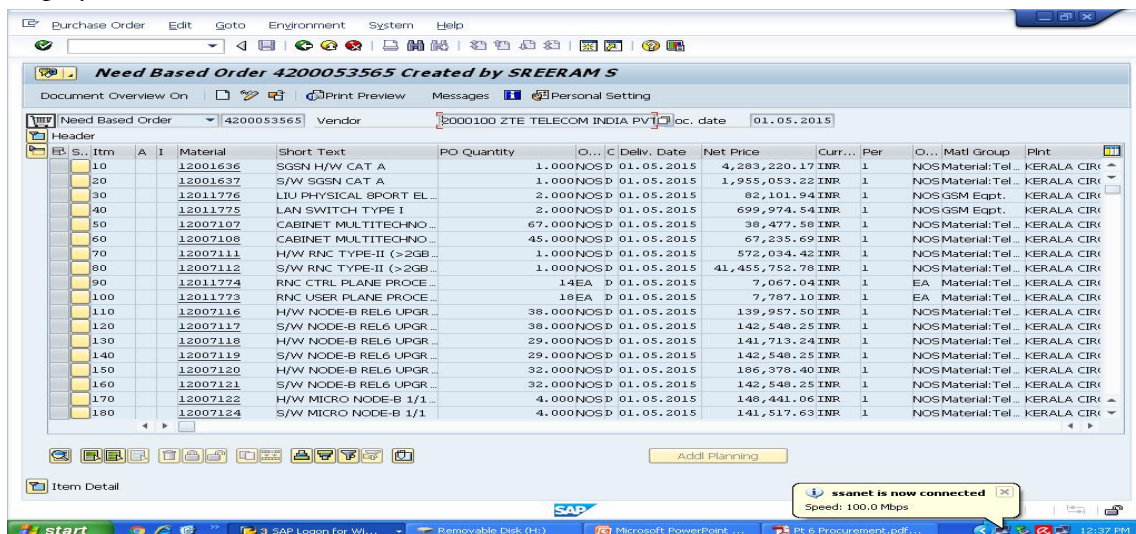 Purchase Order Edit Goto Environment System Help
Need Based Order 4200053565 Created by SREERAM S
Document Overview On Print Preview Messages Personal Setting
Need Based Order 4200053565 Vendor 2000100 ZTE TELECOM INDIA PVT oc. date 01.05.2015
Header
S.. Itm A I Material Short Text PO Quantity O... C Deliv. Date Net Price Curr... Per O... Matl Group Plnt
10 12001636 SGSN H/W CAT A 1.000 NOS D 01.05.2015 4,283,220.17 INR 1 NOS Material:Tel... KERALA CIR
20 12001637 S/W SGSN CAT A 1.000 NOS D 01.05.2015 1,955,053.22 INR 1 NOS Material:Tel... KERALA CIR
30 12011776 LIU PHYSICAL 8PORT EL... 2.000 NOS D 01.05.2015 82,101.94 INR 1 NOS GSM Eqpt. KERALA CIR
40 12011775 LAN SWITCH TYPE I 2.000 NOS D 01.05.2015 699,974.54 INR 1 NOS GSM Eqpt. KERALA CIR
50 12007107 CABINET MULTITECHNO... 67.000 NOS D 01.05.2015 38,477.58 INR 1 NOS Material:Tel... KERALA CIR
60 12007108 CABINET MULTITECHNO... 45.000 NOS D 01.05.2015 67,235.69 INR 1 NOS Material:Tel... KERALA CIR
70 12007111 H/W RNC TYPE-II (>2GB... 1.000 NOS D 01.05.2015 572,034.42 INR 1 NOS Material:Tel... KERALA CIR
80 12007112 S/W RNC TYPE-II (>2GB... 1.000 NOS D 01.05.2015 41,455,752.78 INR 1 NOS Material:Tel... KERALA CIR
90 12011774 RNC CTRL PLANE PROCE... 14 EA D 01.05.2015 7,067.04 INR 1 EA Material:Tel... KERALA CIR
100 12011773 RNC USER PLANE PROCE... 18 EA D 01.05.2015 7,787.10 INR 1 EA Material:Tel... KERALA CIR
110 12007116 H/W NODE-B REL6 UPGR... 38.000 NOS D 01.05.2015 139,957.50 INR 1 NOS Material:Tel... KERALA CIR
120 12007117 S/W NODE-B REL6 UPGR... 38.000 NOS D 01.05.2015 142,548.25 INR 1 NOS Material:Tel... KERALA CIR
130 12007118 H/W NODE-B REL6 UPGR... 29.000 NOS D 01.05.2015 141,713.24 INR 1 NOS Material:Tel... KERALA CIR
140 12007119 S/W NODE-B REL6 UPGR... 29.000 NOS D 01.05.2015 142,548.25 INR 1 NOS Material:Tel... KERALA CIR
150 12007120 H/W NODE-B REL6 UPGR... 32.000 NOS D 01.05.2015 186,378.40 INR 1 NOS Material:Tel... KERALA CIR
160 12007121 S/W NODE-B REL6 UPGR... 32.000 NOS D 01.05.2015 142,548.25 INR 1 NOS Material:Tel... KERALA CIR
170 12007122 H/W MICRO NODE-B 1/1... 4.000 NOS D 01.05.2015 148,441.06 INR 1 NOS Material:Tel... KERALA CIR
180 12007124 S/W MICRO NODE-B 1/1 4.000 NOS D 01.05.2015 141,517.63 INR 1 NOS Material:Tel... KERALA CIR
Addl Planning
Item Detail
ssanet is now connected
Speed: 100.0 Mbps
SAP
start 3 SAP Logon for Wi... Removable Disk (H:) Microsoft PowerPoint ... Pt 6 Procurement.pdf... 12:37 PM